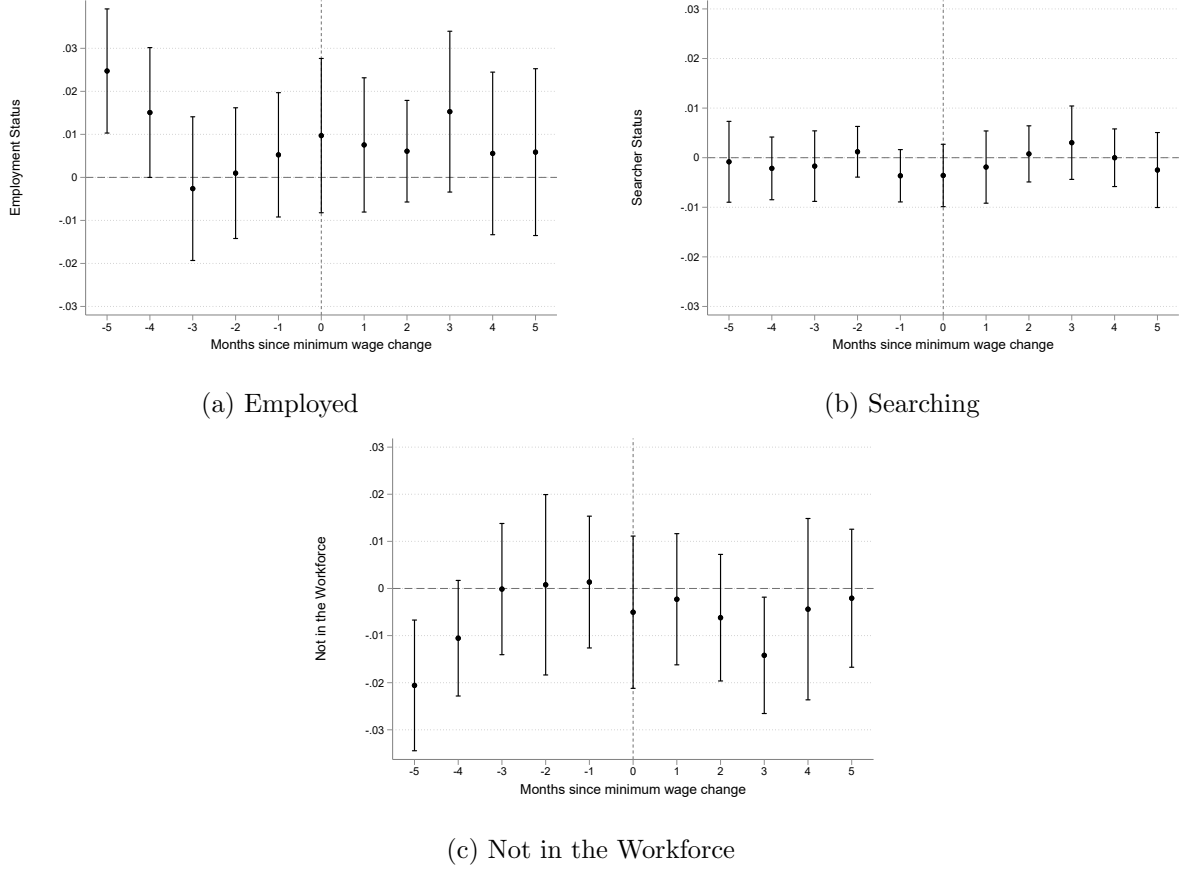 .03
.02
.01
0
-.01
-.02
-.03
Employment Status
-5 -4 -3 -2 -1 0 1 2 3 4 5
Months since minimum wage change
(a) Employed
.03
.02
.01
0
-.01
-.02
-.03
Searcher Status
-5 -4 -3 -2 -1 0 1 2 3 4 5
Months since minimum wage change
(b) Searching
.03
.02
.01
0
-.01
-.02
-.03
Not in the Workforce
-5 -4 -3 -2 -1 0 1 2 3 4 5
Months since minimum wage change
(c) Not in the Workforce